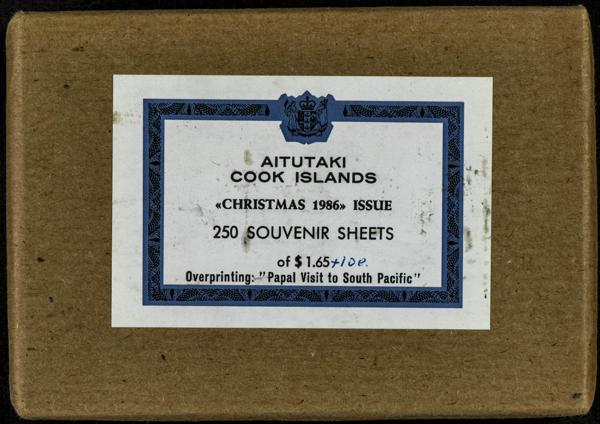 AITUTAKI
COOK ISLANDS
«CHRISTMAS 1986» ISSUE
250 SOUVENIR SHEETS
of $1.65+10c.
Overprinting: "Papal Visit to South Pacific"